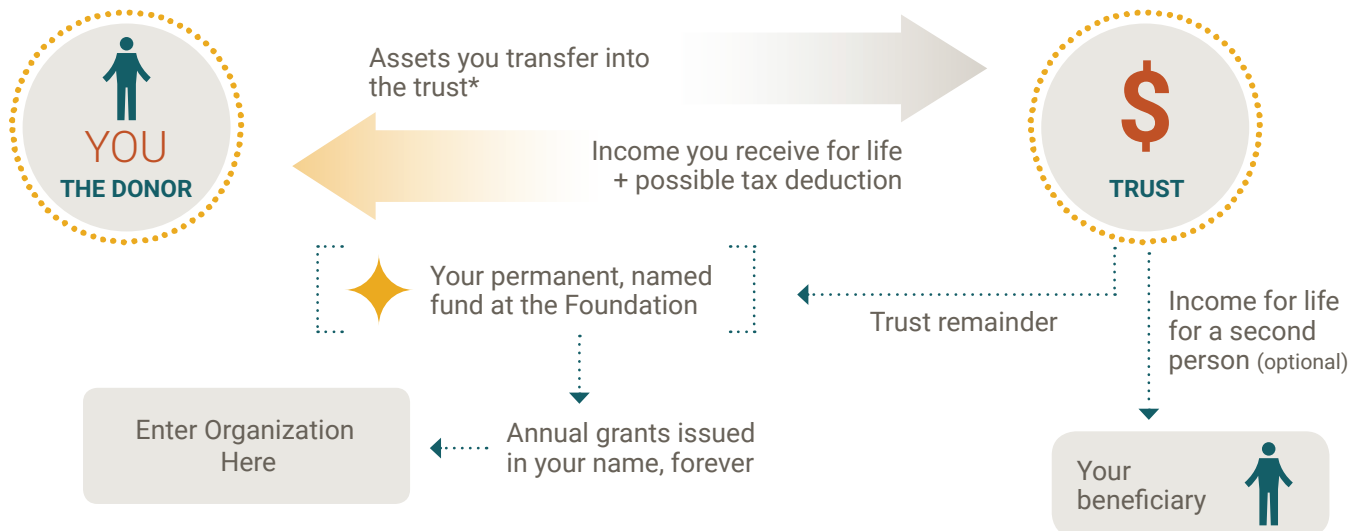 YOU
THE DONOR
Assets you transfer into
the trust*
Income you receive for life
+ possible tax deduction
$
TRUST
Your permanent, named
fund at the Foundation
Trust remainder
Income for life
for a second
person (optional)
Enter Organization
Here
Annual grants issued
in your name, forever
Your
beneficiary